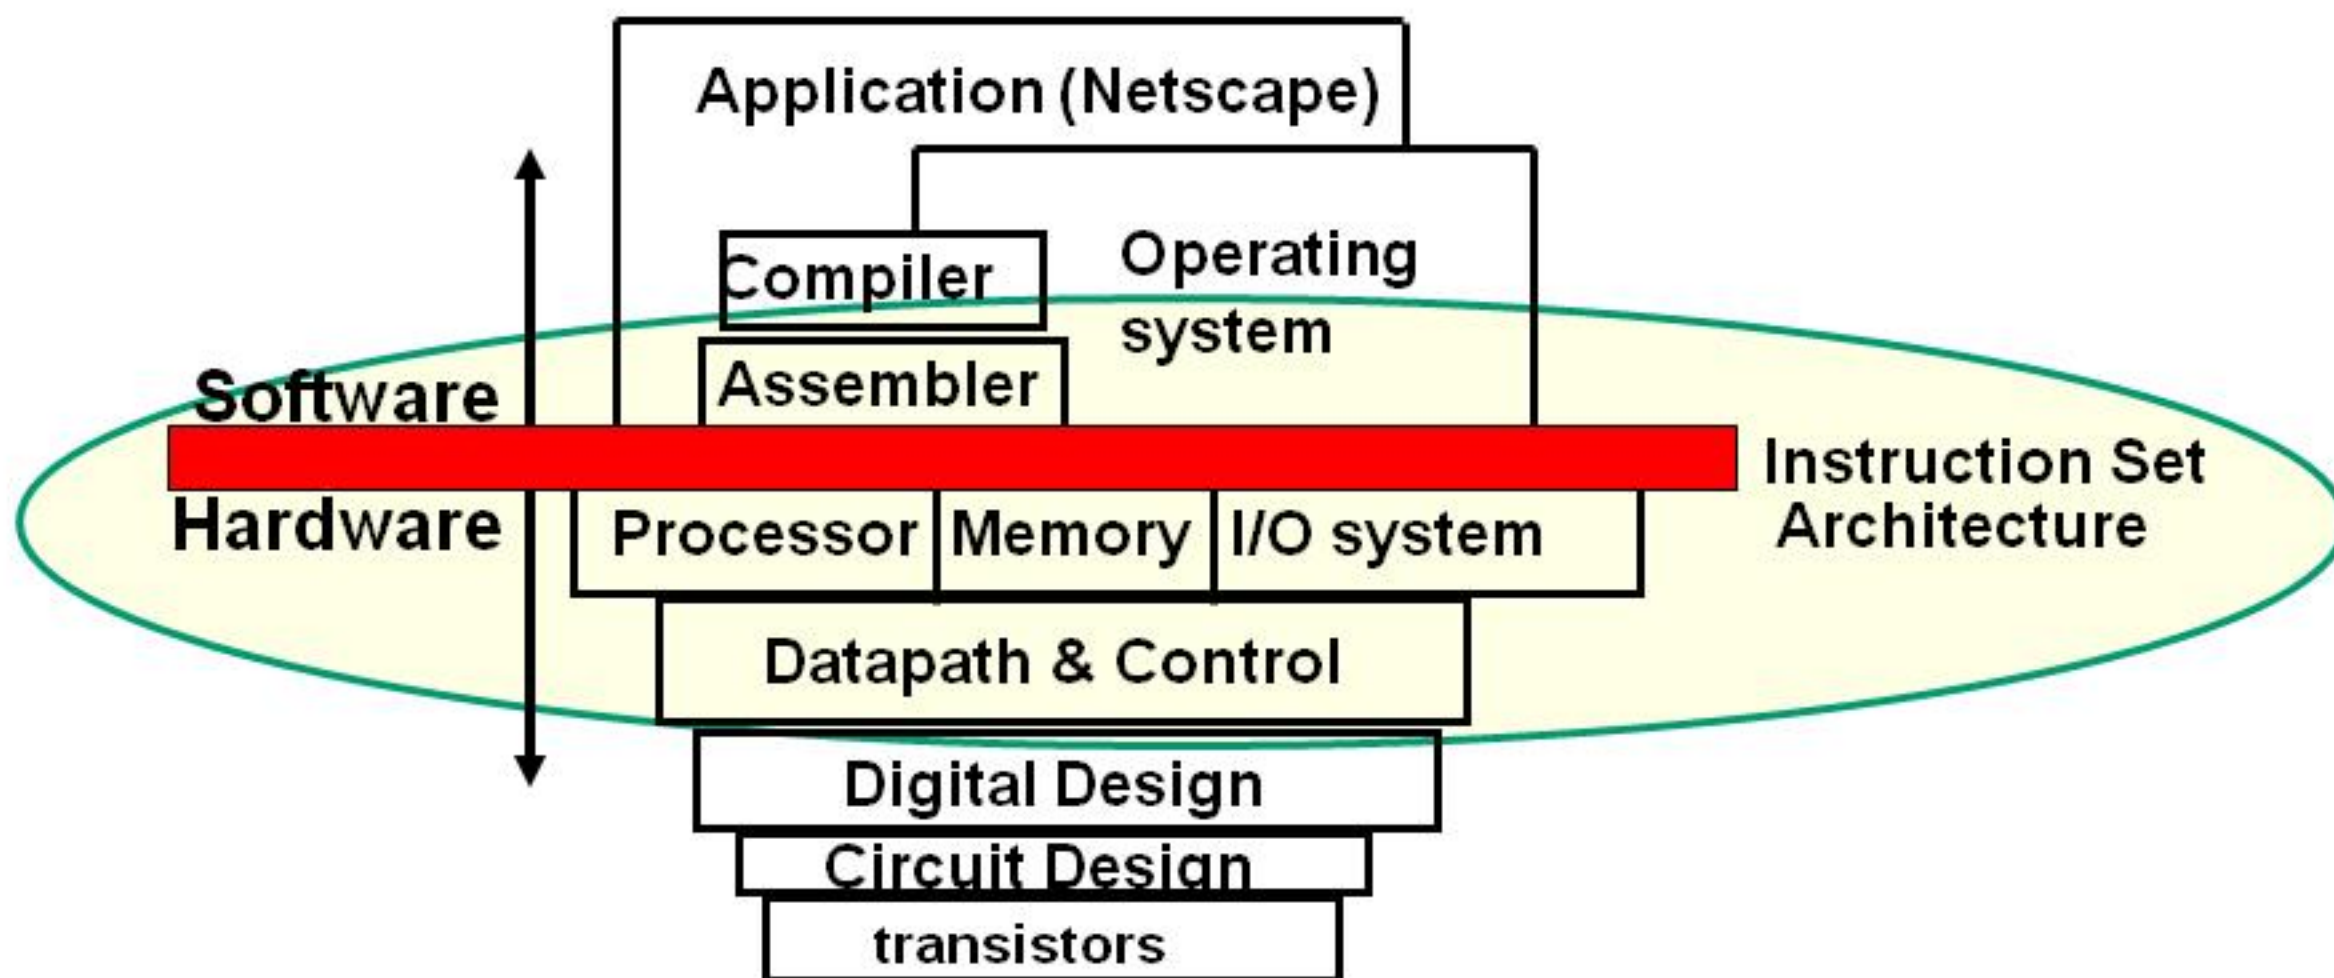 Application (Netscape)
Compiler
Operating
system
Assembler
Software
Instruction Set
Architecture
Hardware
Processor
Memory
I/O system
Datapath & Control
Digital Design
Circuit Design
transistors